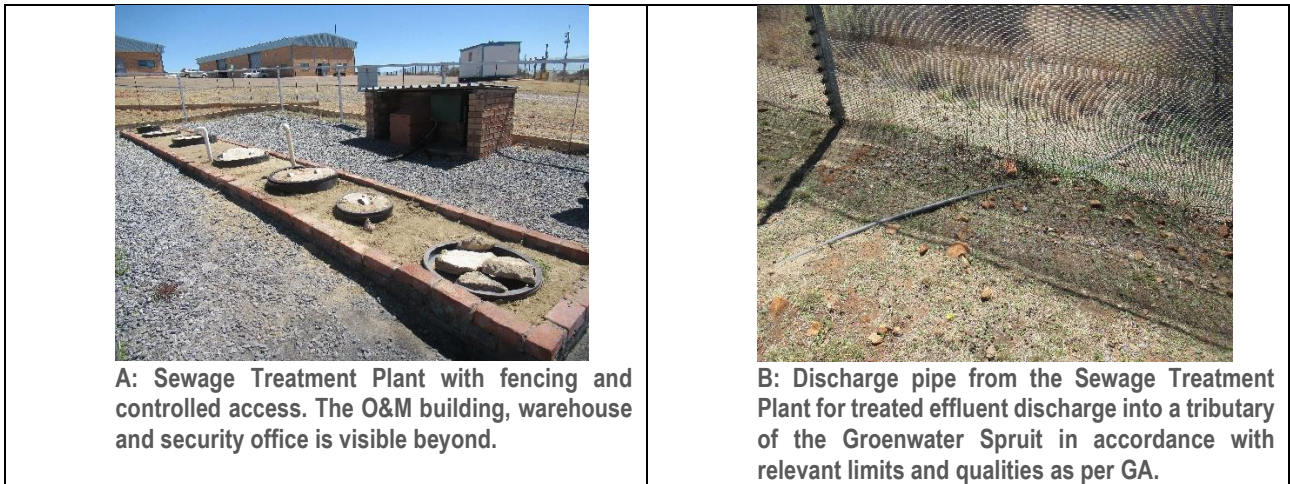 A: Sewage Treatment Plant with fencing and
controlled access. The O&M building, warehouse
and security office is visible beyond.
B: Discharge pipe from the Sewage Treatment
Plant for treated effluent discharge into a tributary
of the Groenwater Spruit in accordance with
relevant limits and qualities as per GA.